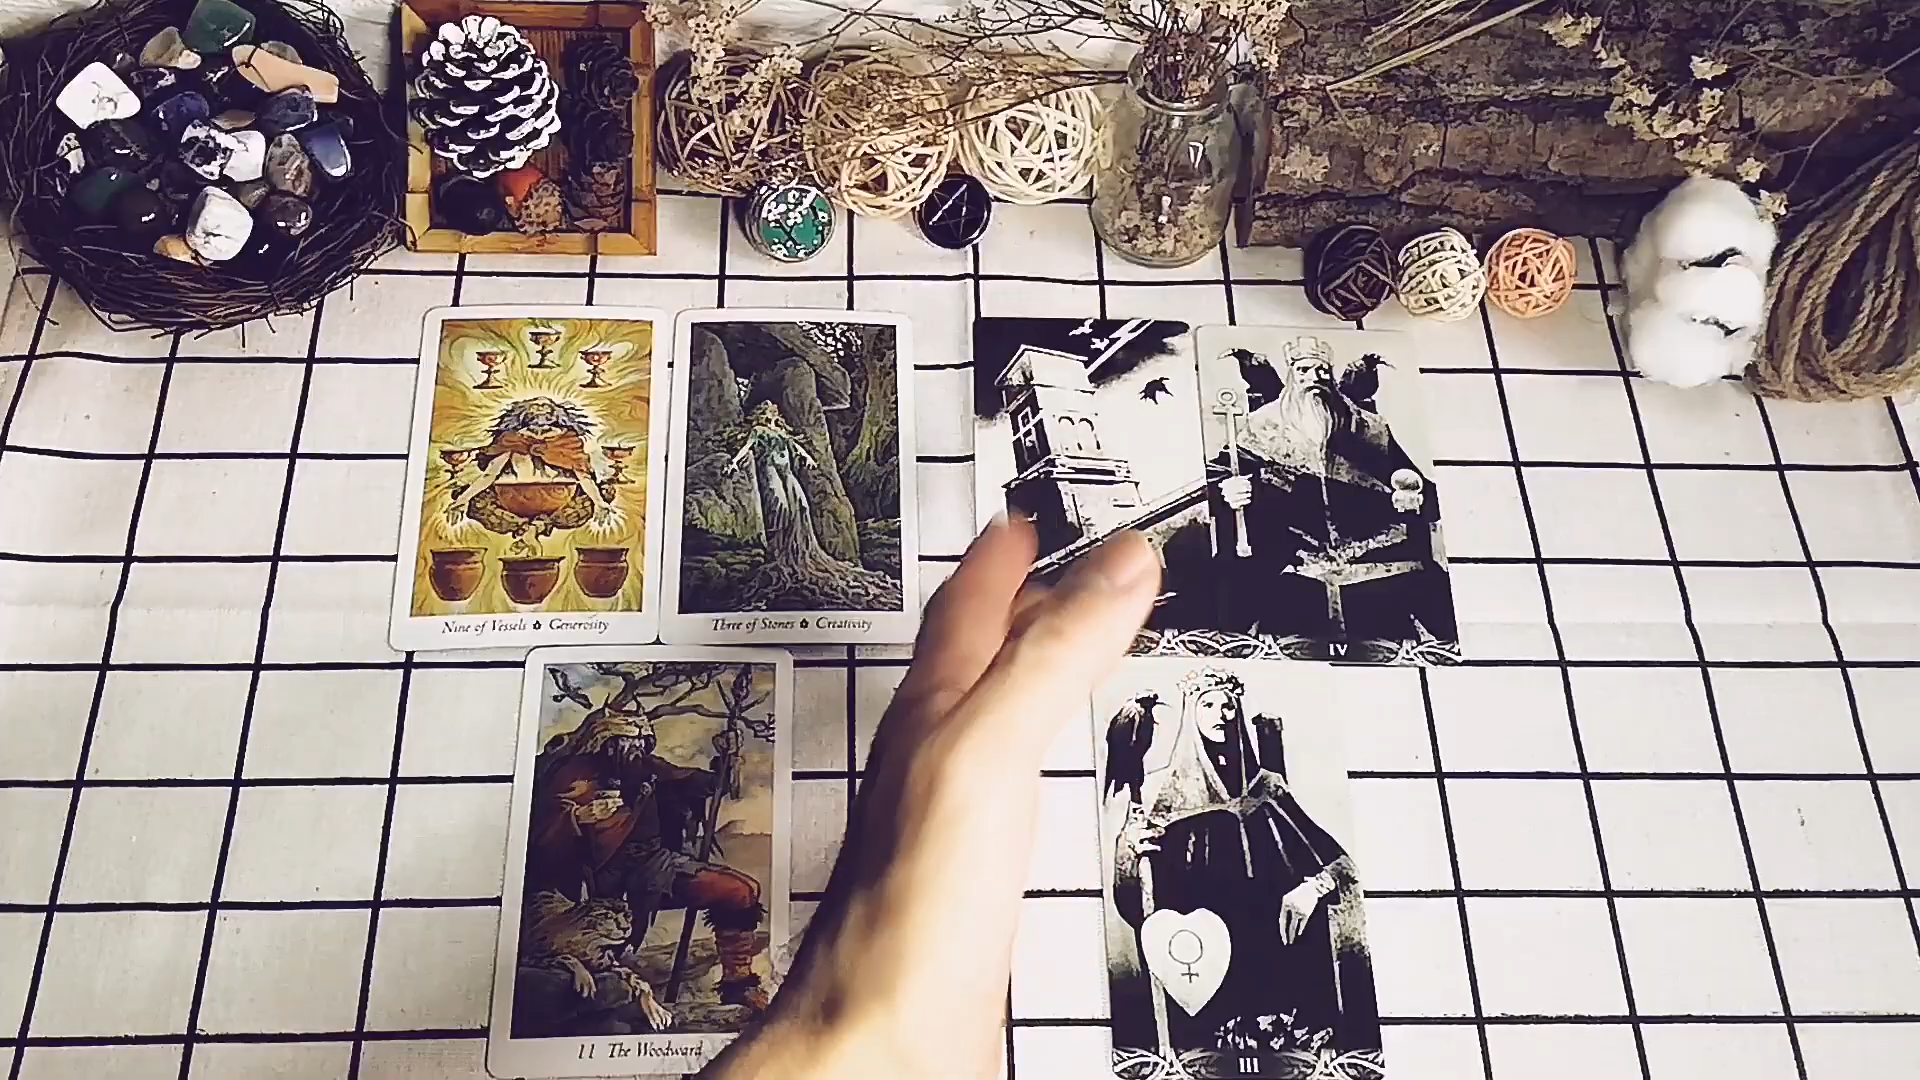 Nine of Vessels ✿ Generosity
Three of Stones ✿ Creativity
IV
11 The Woodward
III